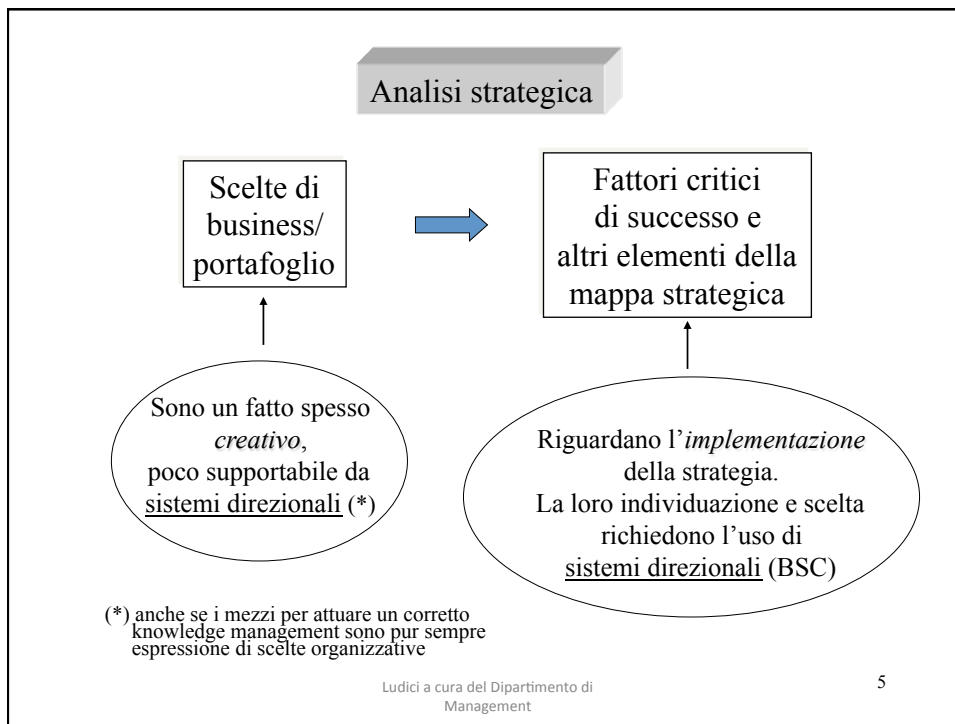 Analisi strategica
Scelte di
business/
portafoglio
Fattori critici
di successo e
altri elementi della
mappa strategica
Sono un fatto spesso
creativo,
poco supportabile da
sistemi direzionali (*)
Riguardano l’implementazione
della strategia.
La loro individuazione e scelta
richiedono l’uso di
sistemi direzionali (BSC)
(*) anche se i mezzi per attuare un corretto
knowledge management sono pur sempre
espressione di scelte organizzative
Ludici a cura del Dipartimento di
Management
5